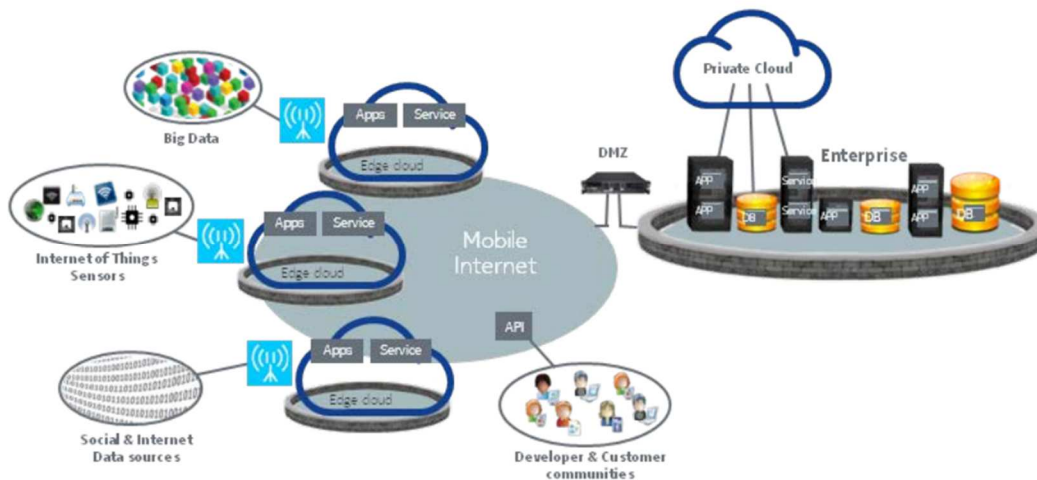 Big Data
Apps
Service
Edge cloud
Internet of Things
Sensors
Apps
Service
Edge cloud
Social & Internet
Data sources
Apps
Service
Edge cloud
Mobile
Internet
API
Developer & Customer
communities
DMZ
Private Cloud
Enterprise
APP
APP
DB
Service
Service
APP
DB
APP
APP
DB